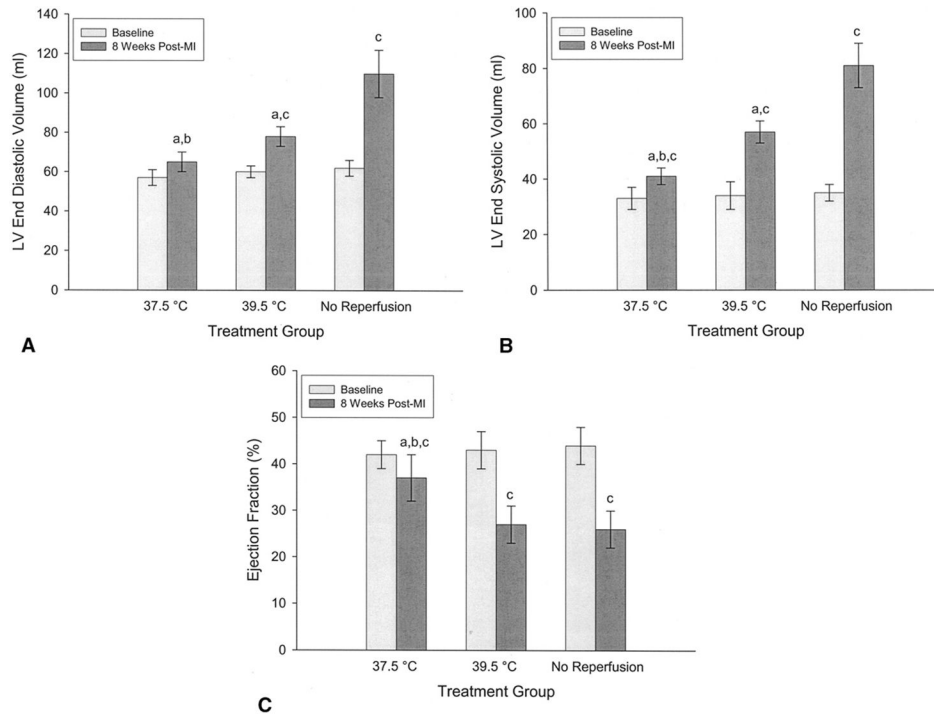 Baseline
8 Weeks Post-MI
LV End Diastolic Volume (ml)
140
120
100
80
60
40
20
0
a,b
a,c
c
37.5 °C
39.5 °C
No Reperfusion
Treatment Group
A
Baseline
8 Weeks Post-MI
LV End Systolic Volume (ml)
100
80
60
40
20
0
a,b,c
a,c
c
37.5 °C
39.5 °C
No Reperfusion
Treatment Group
B
Baseline
8 Weeks Post-MI
Ejection Fraction (%)
60
50
40
30
20
10
0
a,b,c
c
c
37.5 °C
39.5 °C
No Reperfusion
Treatment Group
C